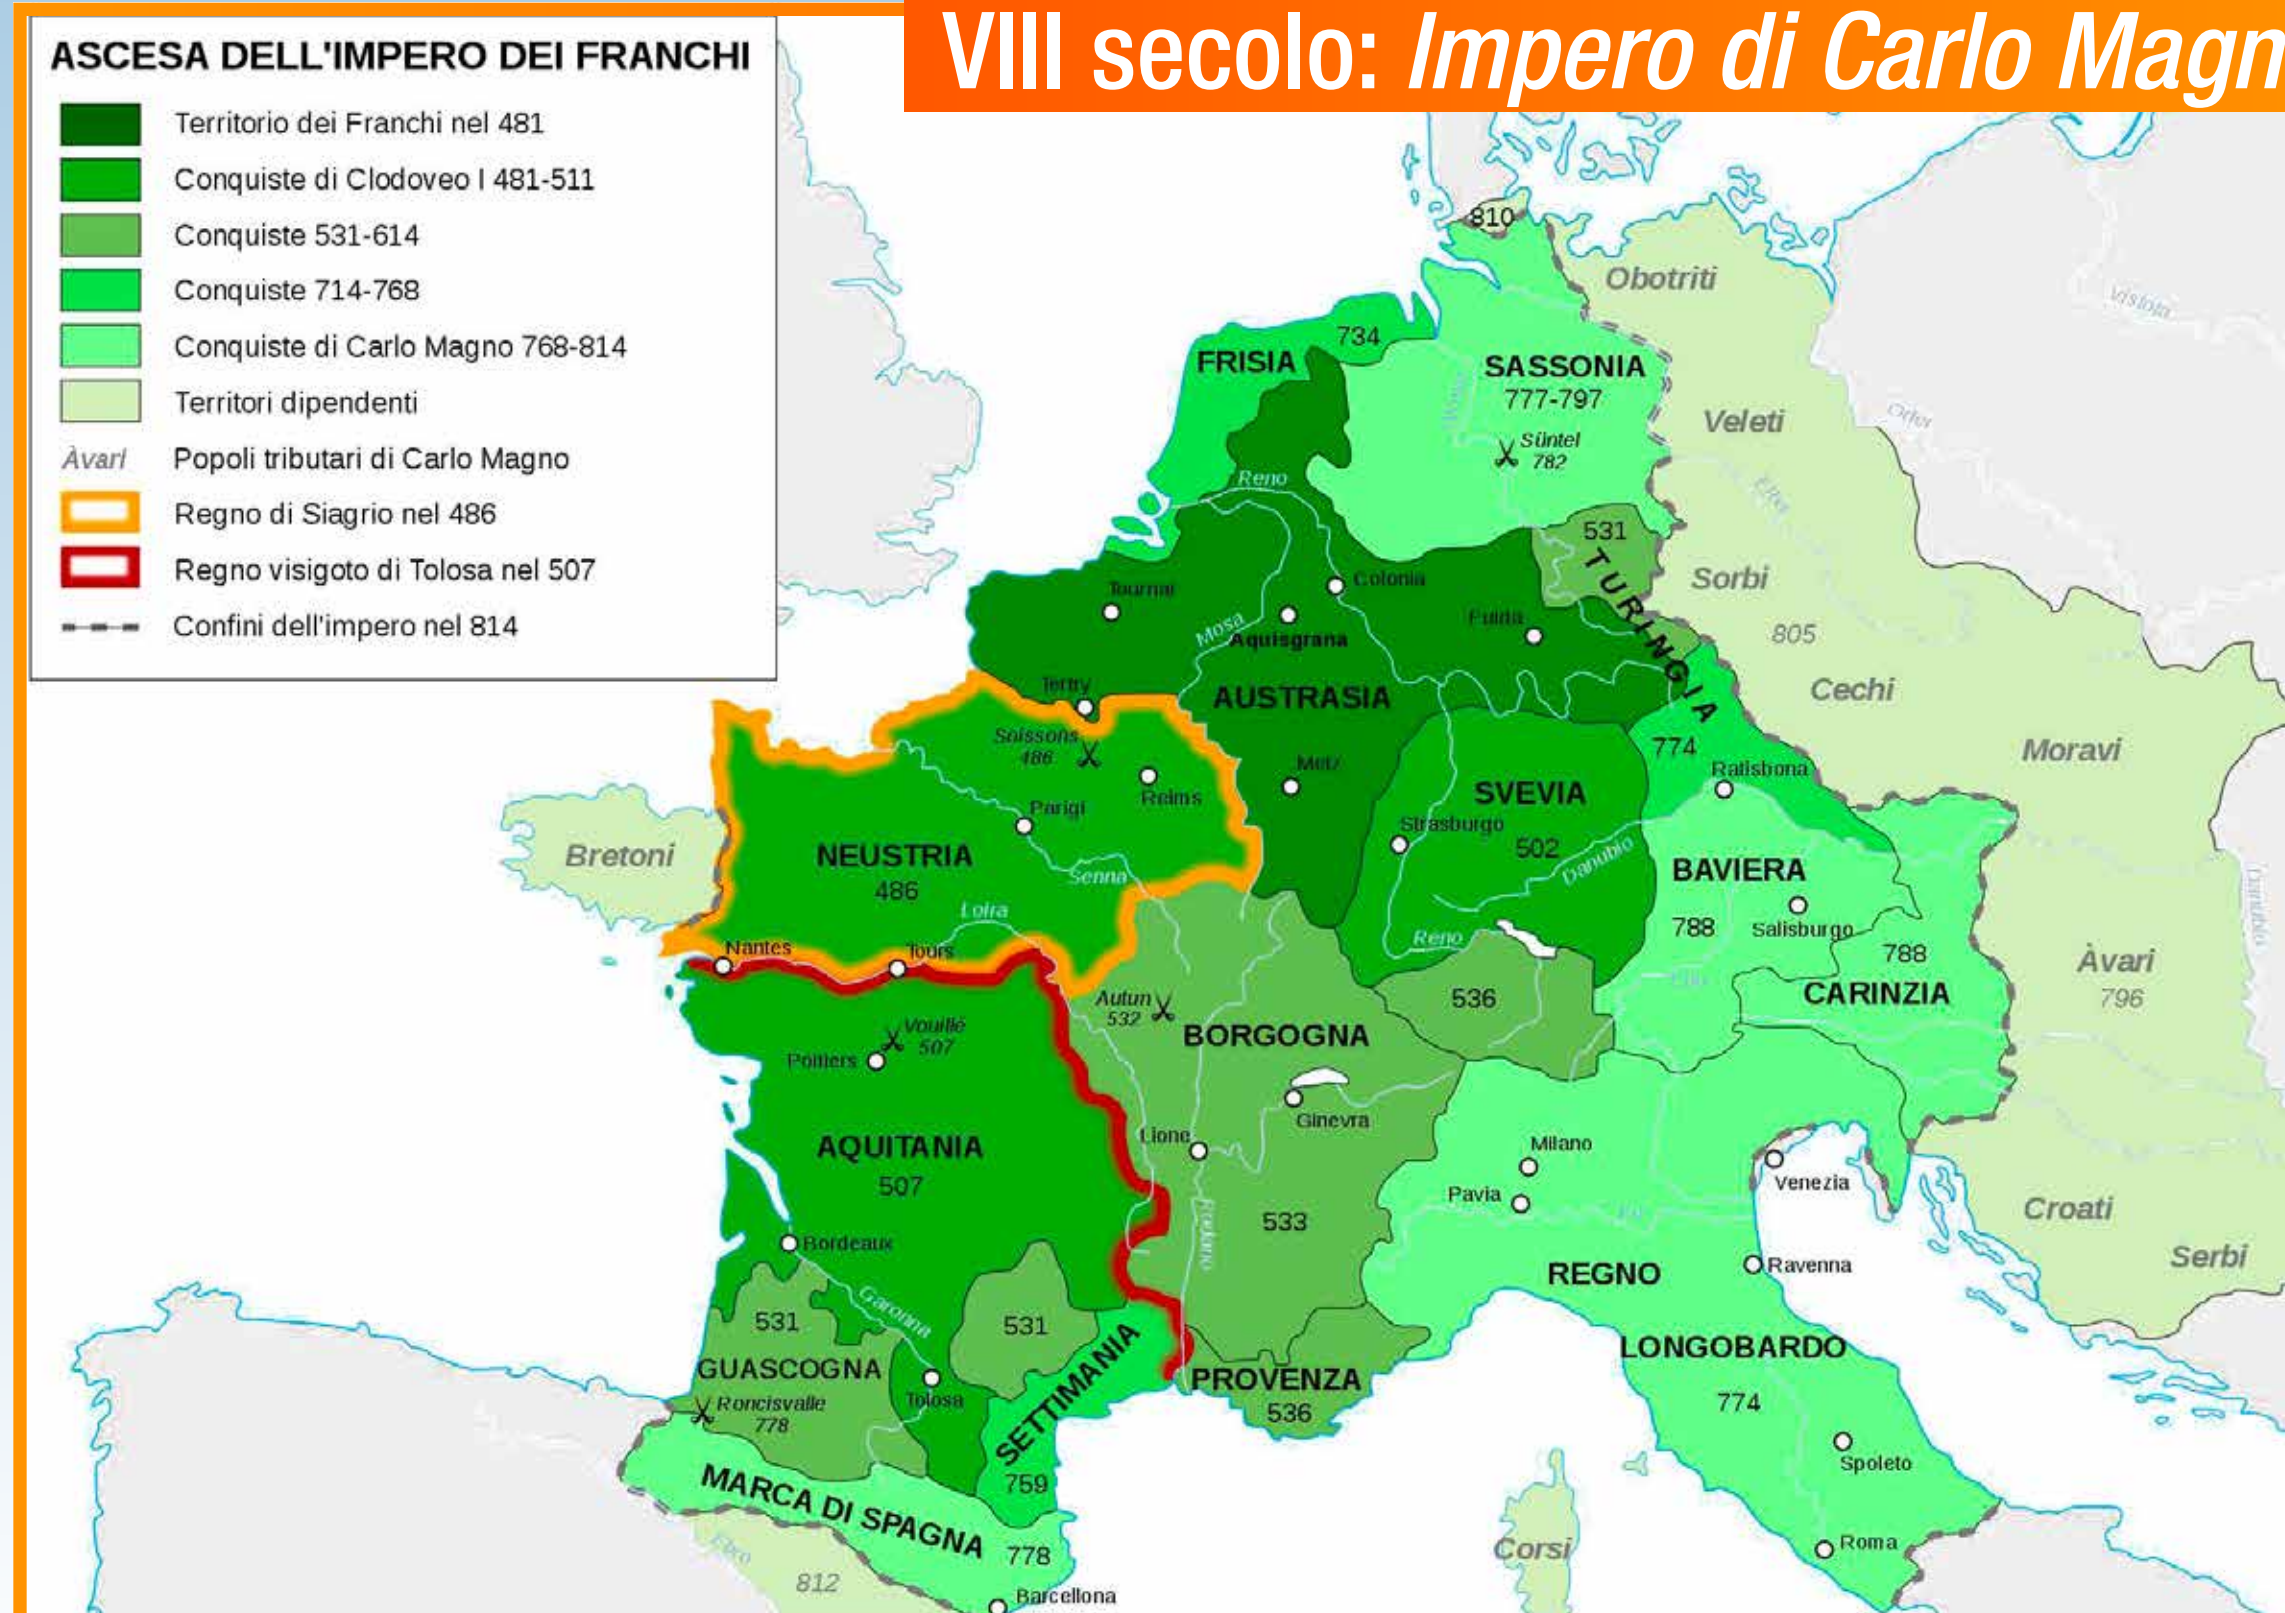 VIII secolo: Impero di Carlo Magn
ASCESA DELL'IMPERO DEI FRANCHI
Territorio dei Franchi nel 481
Conquiste di Clodoveo I 481-511
Conquiste 531-614
Conquiste 714-768
Conquiste di Carlo Magno 768-814
Territori dipendenti
Àvari Popoli tributari di Carlo Magno
Regno di Siagrio nel 486
Regno visigoto di Tolosa nel 507
Confini dell'impero nel 814
810
Obotriti
Vistola
734
FRISIA
SASSONIA
777-797
Veleti
Oder
Süntel
782
Reno
Elba
531
TURINGIA
Sorbi
Colonia
Tournai
Mosa
Aquisgrana
Fulda
805
Cechi
AUSTRASIA
Tertry
Soissons
486
774
Moravi
Metz
Ratisbona
Reims
SVEVIA
Parigi
Strasburgo
502
Danubio
Bretoni
NEUSTRIA
486
Senna
BAVIERA
Danubio
Loira
788
Salisburgo
Reno
Nantes
Tours
788
Àvari
796
Autun
532
536
CARINZIA
BORGOGNA
Vouillé
507
Poitiers
Ginevra
Lione
Milano
AQUITANIA
507
Pavia
Venezia
Po
Croati
533
Rodano
Bordeaux
Serbi
Ravenna
REGNO
LONGOBARDO
774
Garonna
531
531
GUASCOGNA
SETTIMANIA
PROVENZA
536
Tolosa
Roncisvalle
778
Spoleto
759
MARCA DI SPAGNA
778
Roma
Corsi
Ebro
812
Barcellona